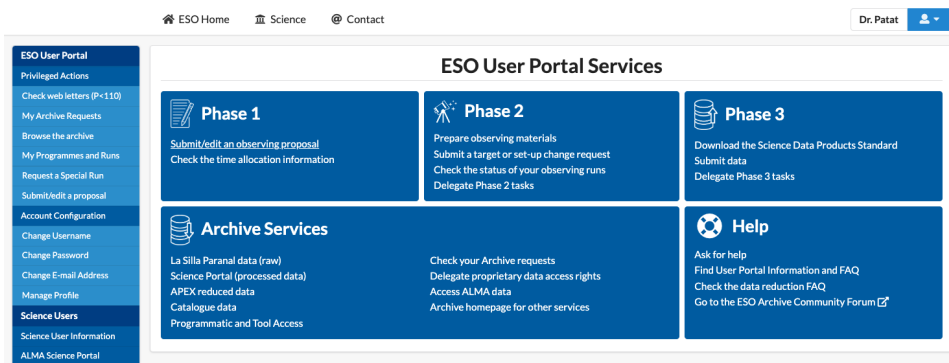 ESO Home Science Contact Dr. Patat
ESO User Portal
Privileged Actions
Check web letters (P<110)
My Archive Requests
Browse the archive
My Programmes and Runs
Request a Special Run
Submit/edit a proposal
Account Configuration
Change Username
Change Password
Change E-mail Address
Manage Profile
Science Users
Science User Information
ALMA Science Portal
ESO User Portal Services
Phase 1
Submit/edit an observing proposal
Check the time allocation information
Phase 2
Prepare observing materials
Submit a target or set-up change request
Check the status of your observing runs
Delegate Phase 2 tasks
Phase 3
Download the Science Data Products Standard
Submit data
Delegate Phase 3 tasks
Archive Services
La Silla Paranal data (raw)
Science Portal (processed data)
APEX reduced data
Catalogue data
Programmatic and Tool Access
Check your Archive requests
Delegate proprietary data access rights
Access ALMA data
Archive homepage for other services
Help
Ask for help
Find User Portal Information and FAQ
Check the data reduction FAQ
Go to the ESO Archive Community Forum